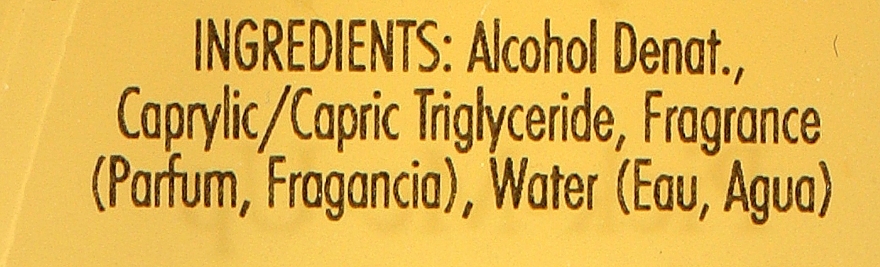 INGREDIENTS: Alcohol Denat.,
Caprylic/Capric Triglyceride, Fragrance
(Parfum, Fragancia), Water (Eau, Agua)